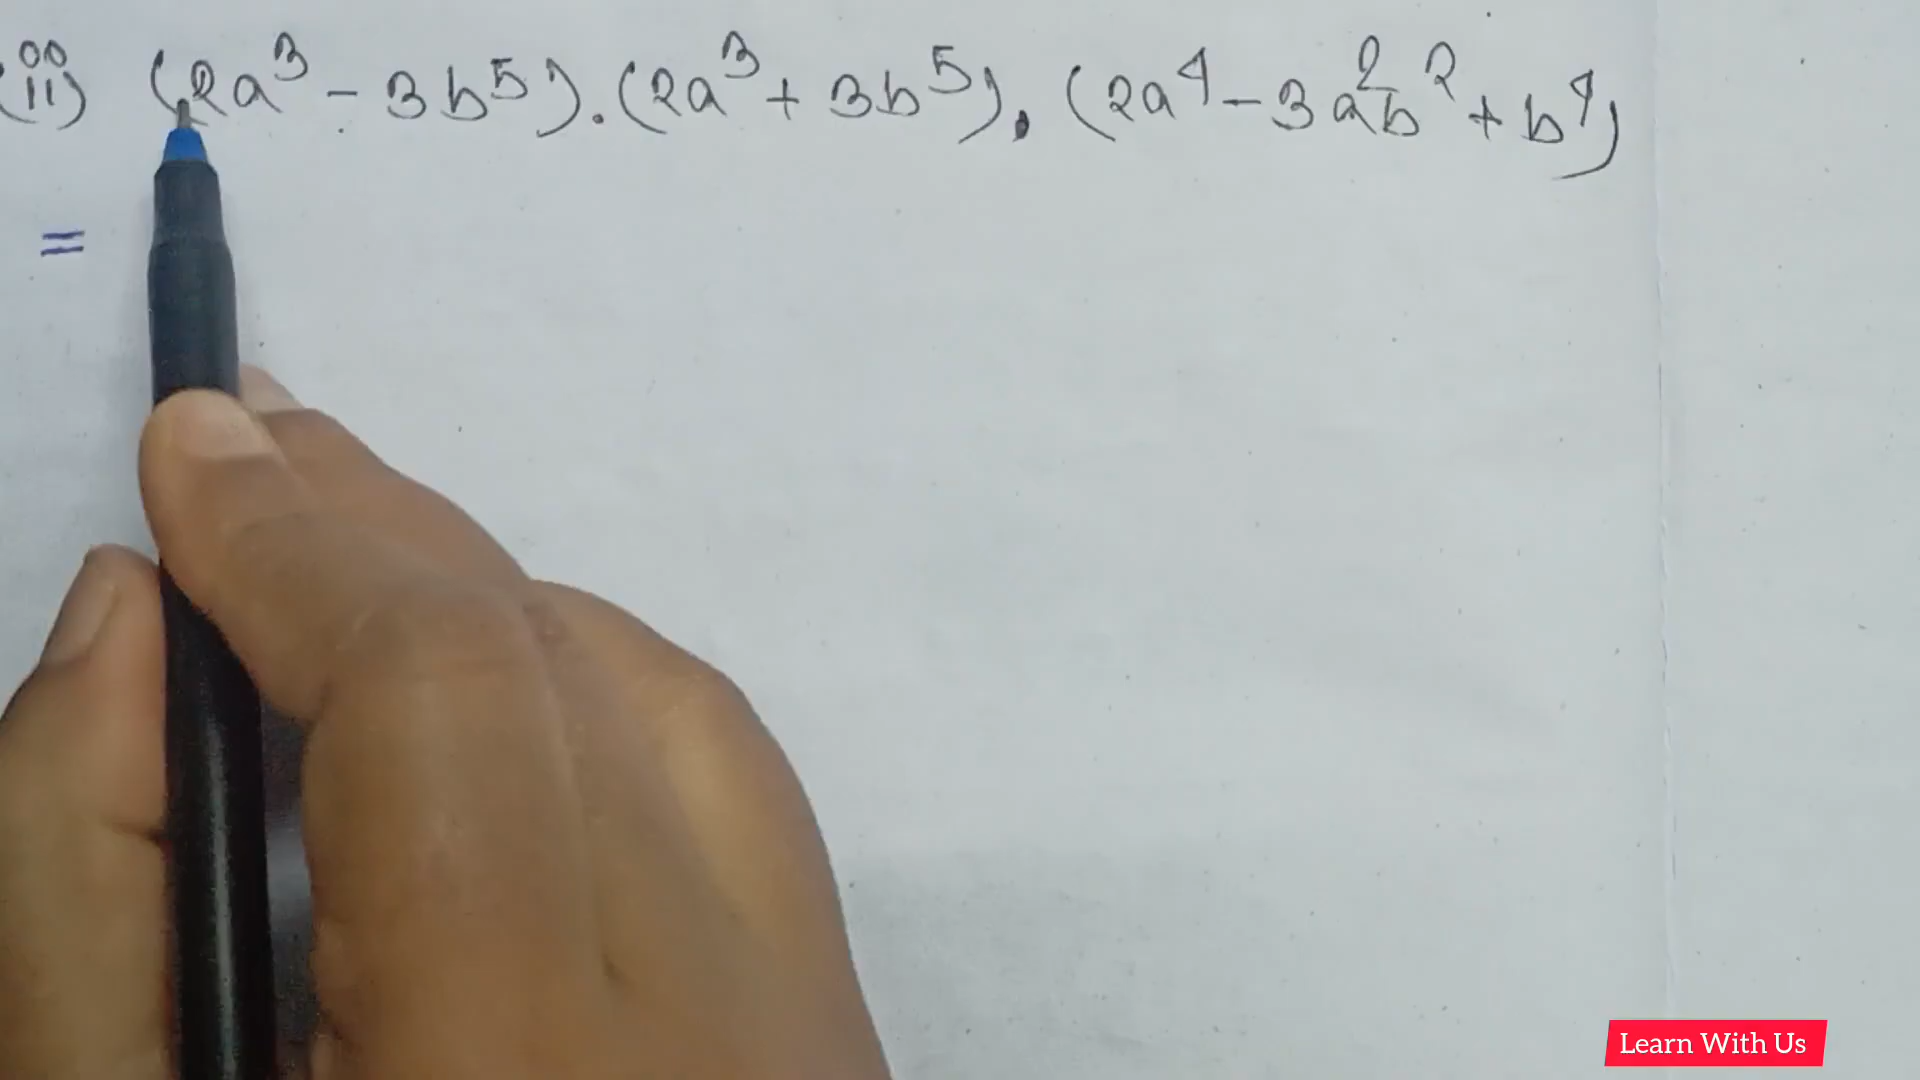 (ii) (2a³ - 3b⁵).(2a³ + 3b⁵).(2a⁴ - 3a²b² + b⁴)
=
Learn With Us